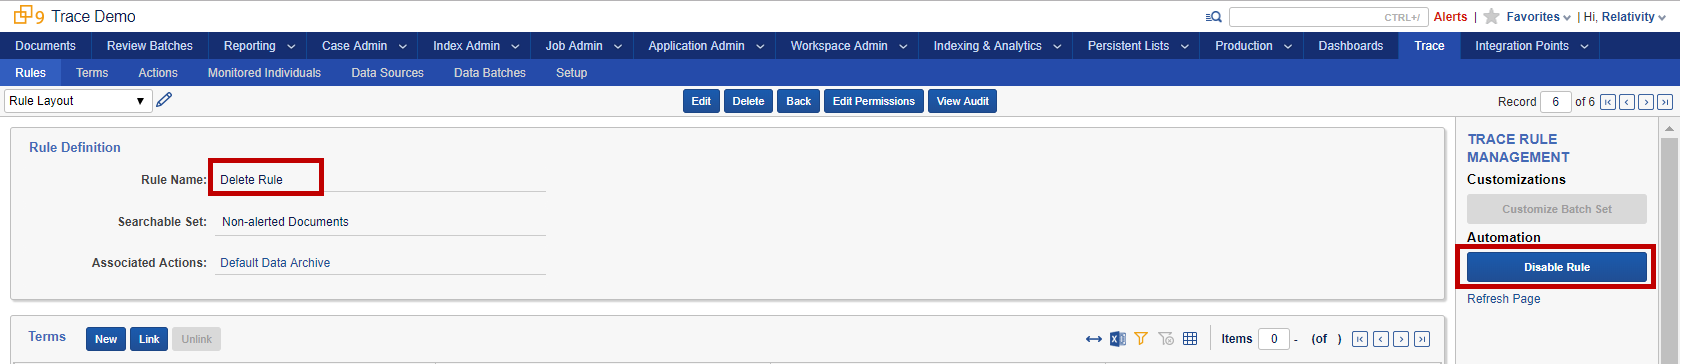 9 Trace Demo CTRL+/ Alerts | Favorites | Hi, Relativity
Documents Review Batches Reporting Case Admin Index Admin Job Admin Application Admin Workspace Admin Indexing & Analytics Persistent Lists Production Dashboards Trace Integration Points
Rules Terms Actions Monitored Individuals Data Sources Data Batches Setup
Rule Layout Edit Delete Back Edit Permissions View Audit Record 6 of 6
Rule Definition
Rule Name: Delete Rule
Searchable Set: Non-alerted Documents
Associated Actions: Default Data Archive
TRACE RULE
MANAGEMENT
Customizations
Customize Batch Set
Automation
Disable Rule
Refresh Page
Terms New Link Unlink Items 0 - (of )